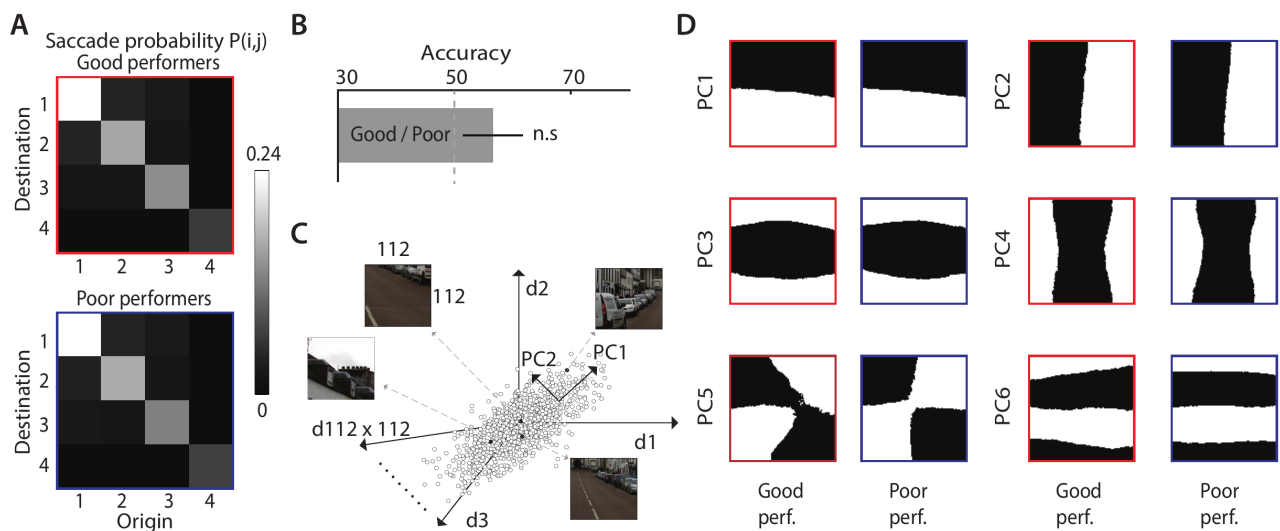 A
Saccade probability P(i,j)
Good performers
Destination
1
2
3
4
1 2 3 4
0.24
0
Poor performers
1
2
3
4
1 2 3 4
Origin
B
Accuracy
30 50 70
Good / Poor
n.s
C
112
112
d2
PC2
PC1
d112 x 112
d1
d3
D
PC1
PC2
PC3
PC4
PC5
PC6
Good
perf.
Poor
perf.
Good
perf.
Poor
perf.